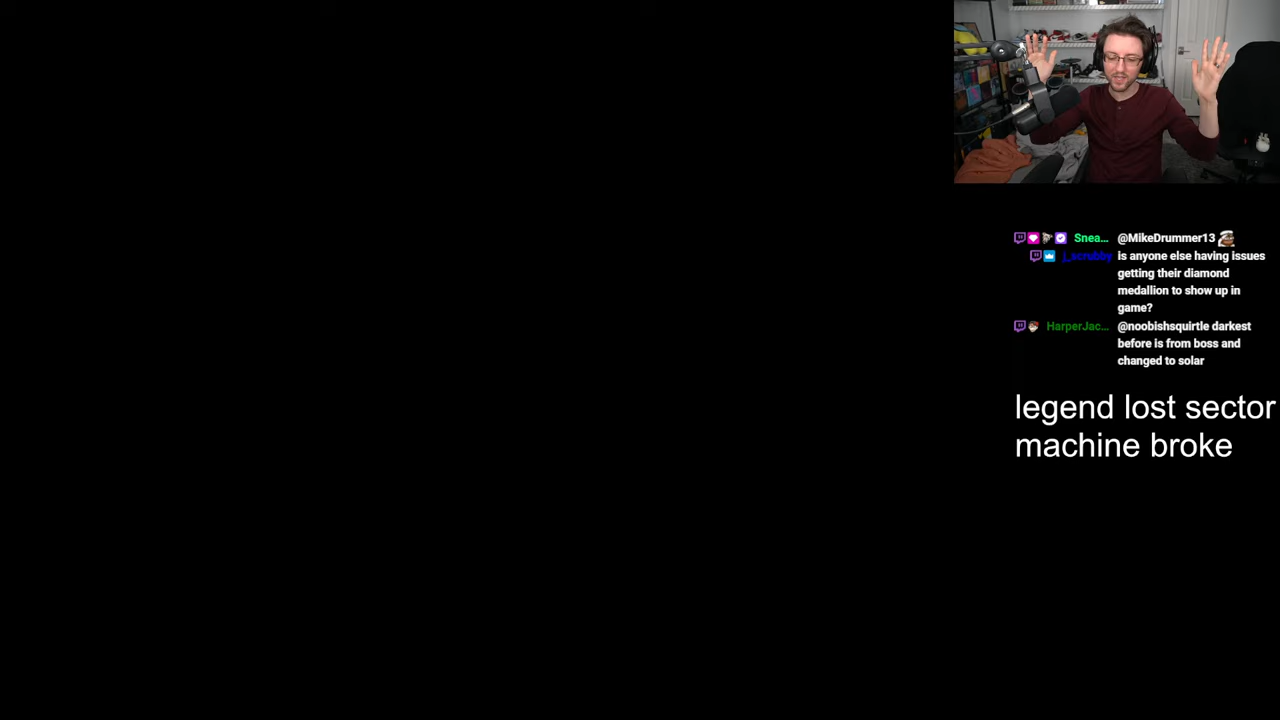 Snea... @MikeDrummer13
j_scrubby is anyone else having issues
getting their diamond
medallion to show up in
game?
HarperJac... @noobishsquirtle darkest
before is from boss and
changed to solar
legend lost sector
machine broke